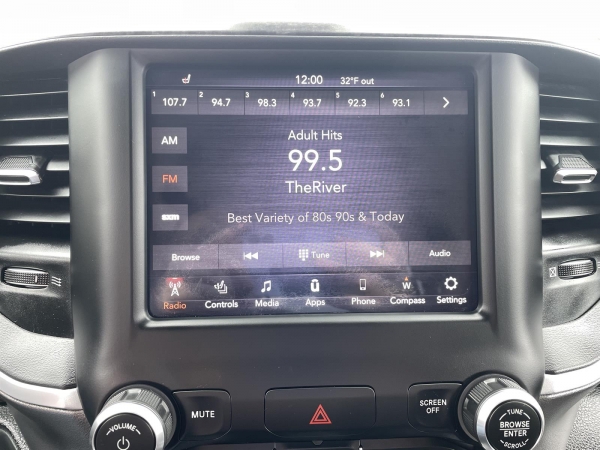 12:00 32°F out
1 107.7 2 94.7 3 98.3 4 93.7 5 92.3 6 93.1
AM
Adult Hits
99.5
FM
TheRiver
SXM
Best Variety of 80s 90s & Today
Browse Tune Audio
Radio Controls Media Apps Phone W Compass Settings
MUTE
SCREEN
OFF
VOLUME
TUNE
BROWSE
ENTER
SCROLL